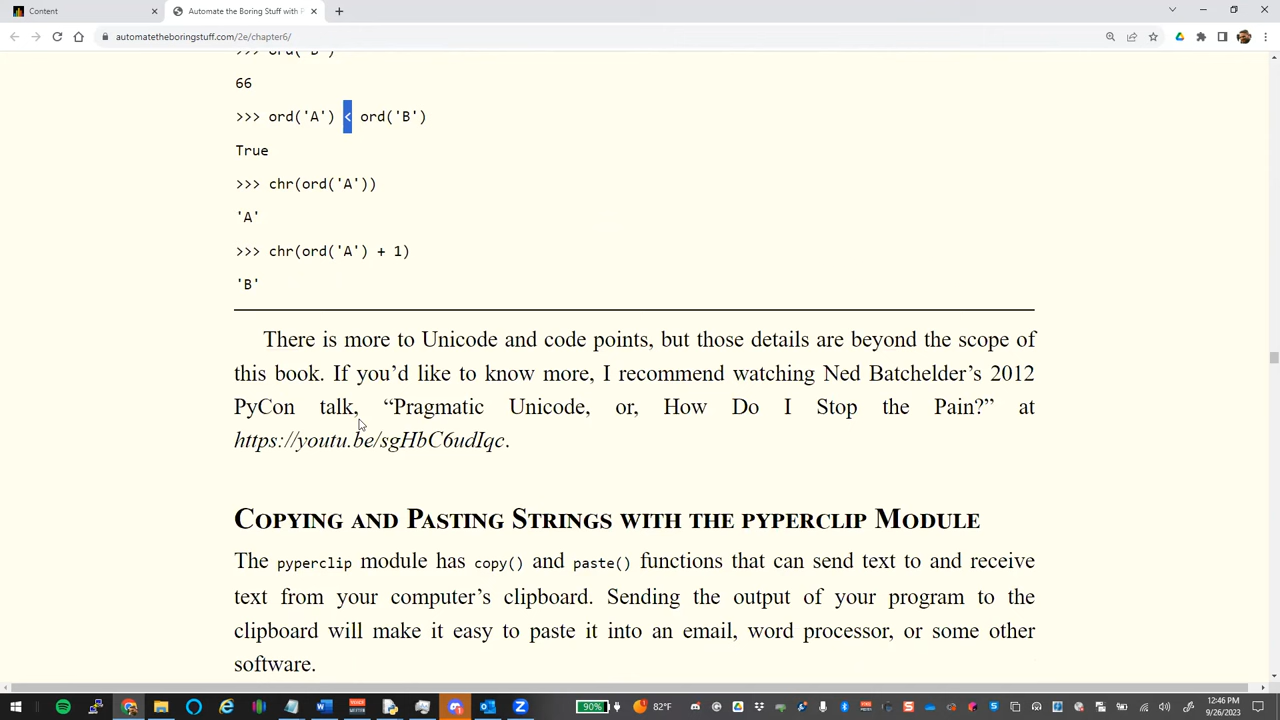 Content
Automate the Boring Stuff with P
automatetheboringstuff.com/2e/chapter6/
>>> ord('B')
66
>>> ord('A') < ord('B')
True
>>> chr(ord('A'))
'A'
>>> chr(ord('A') + 1)
'B'
There is more to Unicode and code points, but those details are beyond the scope of
this book. If you’d like to know more, I recommend watching Ned Batchelder’s 2012
PyCon talk, “Pragmatic Unicode, or, How Do I Stop the Pain?” at
https://youtu.be/sgHbC6udIqc.
COPYING AND PASTING STRINGS WITH THE PYPERCLIP MODULE
The pyperclip module has copy() and paste() functions that can send text to and receive
text from your computer’s clipboard. Sending the output of your program to the
clipboard will make it easy to paste it into an email, word processor, or some other
software.
90%
82°F
12:46 PM
9/26/2023